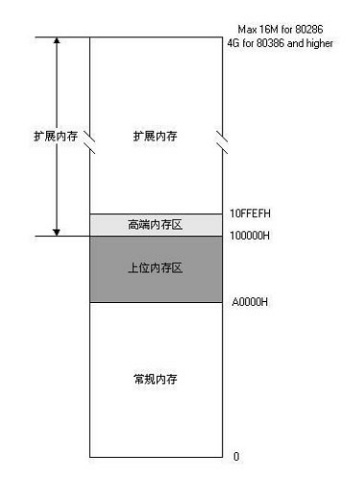 Max 16M for 80286
4G for 80386 and higher
扩展内存
扩展内存
10FFEFH
高端内存区
100000H
上位内存区
A0000H
常规内存
0